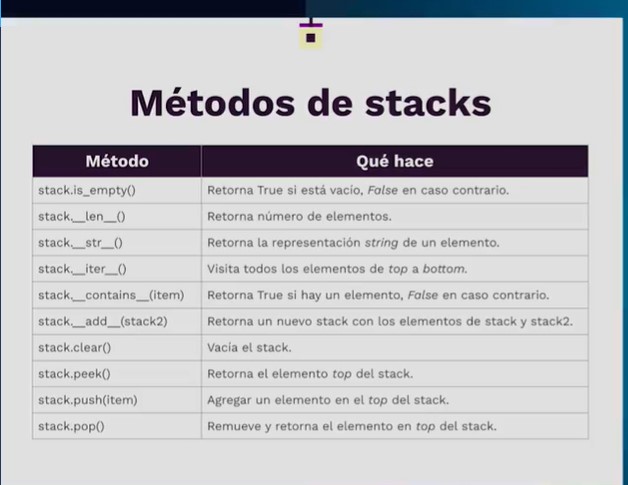 Métodos de stacks
Método Qué hace
stack.is_empty() Retorna True si está vacío, False en caso contrario.
stack.__len__() Retorna número de elementos.
stack.__str__() Retorna la representación string de un elemento.
stack.__iter__() Visita todos los elementos de top a bottom.
stack.__contains__(item) Retorna True si hay un elemento, False en caso contrario.
stack.__add__(stack2) Retorna un nuevo stack con los elementos de stack y stack2.
stack.clear() Vacía el stack.
stack.peek() Retorna el elemento top del stack.
stack.push(item) Agregar un elemento en el top del stack.
stack.pop() Remueve y retorna el elemento en top del stack.